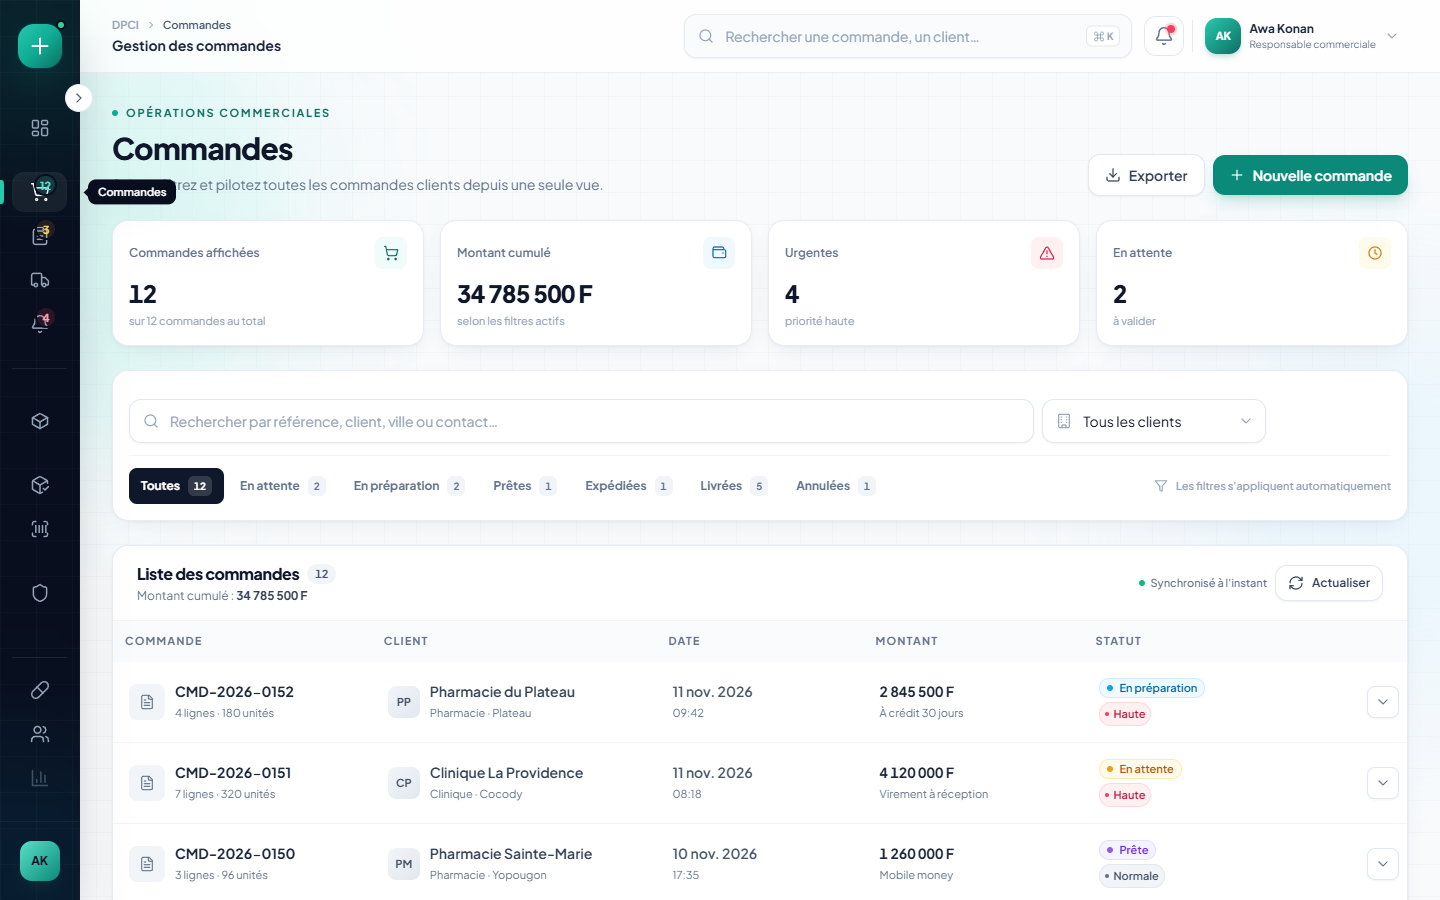 DPCI > Commandes
Gestion des commandes
Rechercher une commande, un client...
⌘ K
AK
Awa Konan
Responsable commerciale
12
3
4
AK
Commandes
OPÉRATIONS COMMERCIALES
Commandes
et pilotez toutes les commandes clients depuis une seule vue.
Exporter
Nouvelle commande
Commandes affichées
12
sur 12 commandes au total
Montant cumulé
34 785 500 F
selon les filtres actifs
Urgentes
4
priorité haute
En attente
2
à valider
Rechercher par référence, client, ville ou contact...
Tous les clients
Toutes 12
En attente 2
En préparation 2
Prêtes 1
Expédiées 1
Livrées 5
Annulées 1
Les filtres s'appliquent automatiquement
Liste des commandes 12
Montant cumulé : 34 785 500 F
Synchronisé à l'instant
Actualiser
COMMANDE CLIENT DATE MONTANT STATUT
CMD-2026-0152
4 lignes · 180 unités
PP
Pharmacie du Plateau
Pharmacie · Plateau
11 nov. 2026
09:42
2 845 500 F
À crédit 30 jours
En préparation
Haute
CMD-2026-0151
7 lignes · 320 unités
CP
Clinique La Providence
Clinique · Cocody
11 nov. 2026
08:18
4 120 000 F
Virement à réception
En attente
Haute
CMD-2026-0150
3 lignes · 96 unités
PM
Pharmacie Sainte-Marie
Pharmacie · Yopougon
10 nov. 2026
17:35
1 260 000 F
Mobile money
Prête
Normale